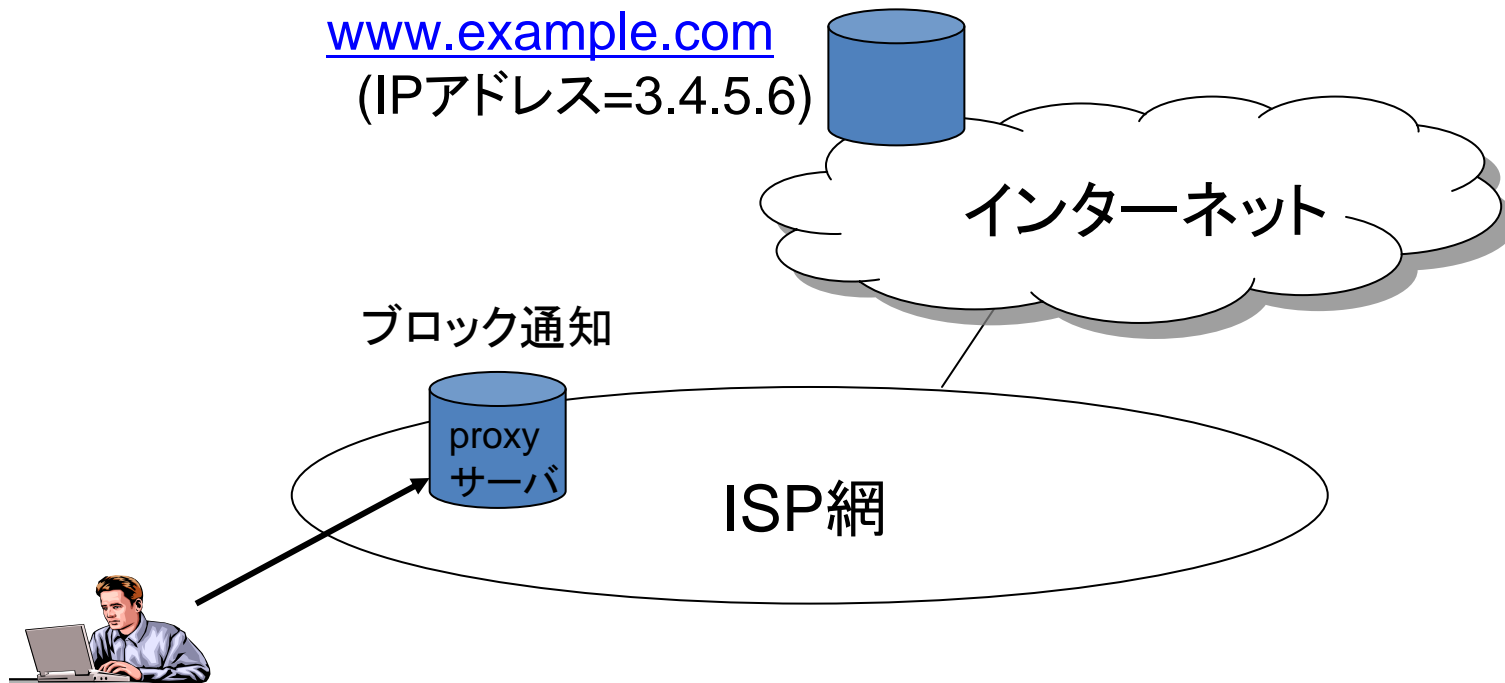 www.example.com
(IPアドレス=3.4.5.6)
インターネット
ブロック通知
proxy
サーバ
ISP網